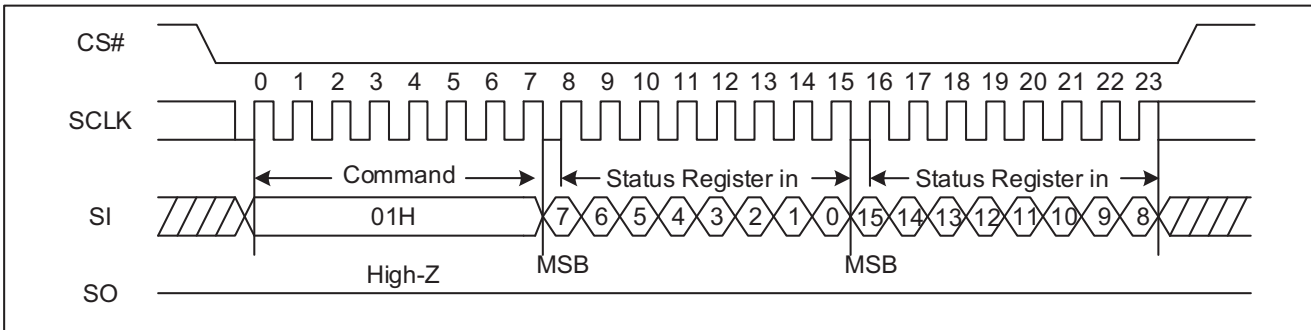 CS#
0 1 2 3 4 5 6 7 8 9 10 11 12 13 14 15 16 17 18 19 20 21 22 23
SCLK
Command Status Register in Status Register in
SI 01H 7 6 5 4 3 2 1 0 15 14 13 12 11 10 9 8
High-Z MSB MSB
SO